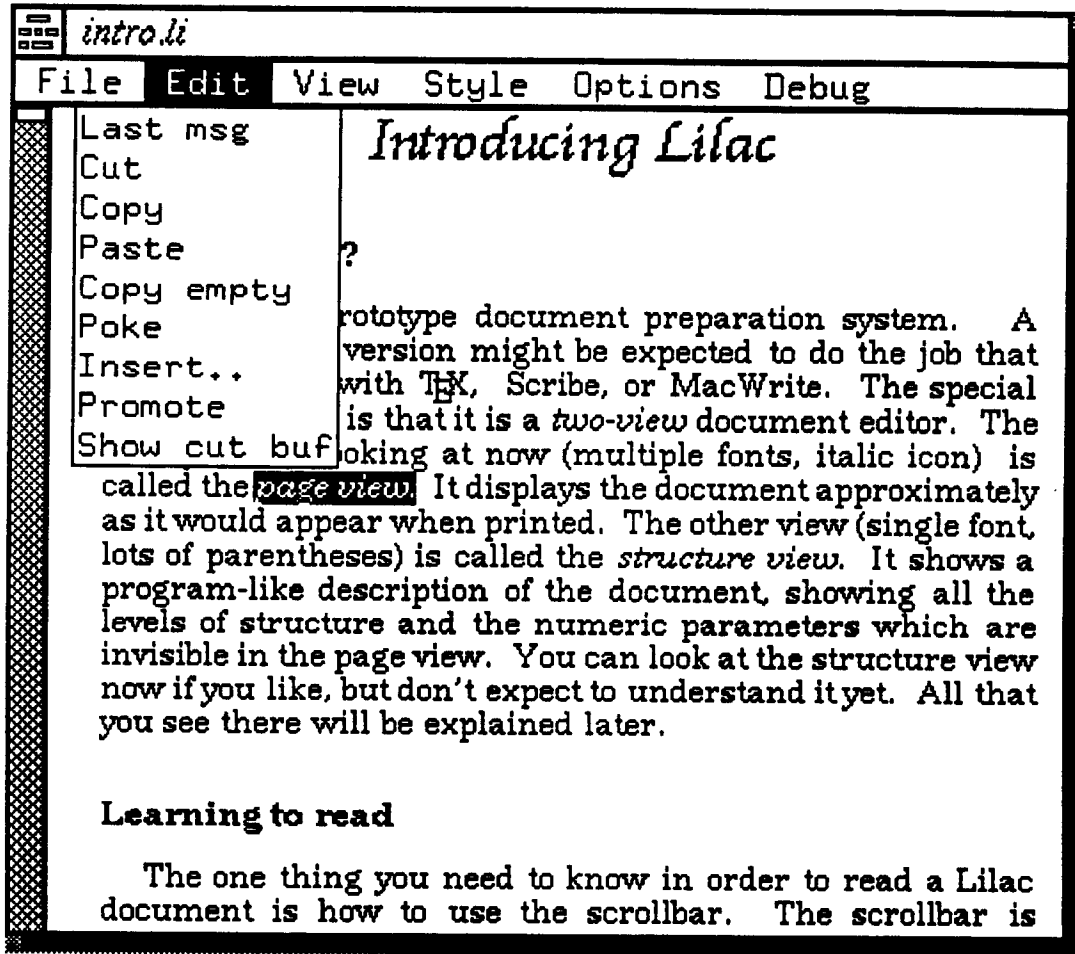 intro.li
File Edit View Style Options Debug
Last msg
Cut
Copy
Paste
Copy empty
Poke
Insert..
Promote
Show cut buf
Introducing Lilac
?
rototype document preparation system. A
version might be expected to do the job that
with TEX, Scribe, or MacWrite. The special
is that it is a two-view document editor. The
ooking at now (multiple fonts, italic icon) is
called the page view. It displays the document approximately
as it would appear when printed. The other view (single font,
lots of parentheses) is called the structure view. It shows a
program-like description of the document, showing all the
levels of structure and the numeric parameters which are
invisible in the page view. You can look at the structure view
now if you like, but don't expect to understand it yet. All that
you see there will be explained later.
Learning to read
The one thing you need to know in order to read a Lilac
document is how to use the scrollbar. The scrollbar is